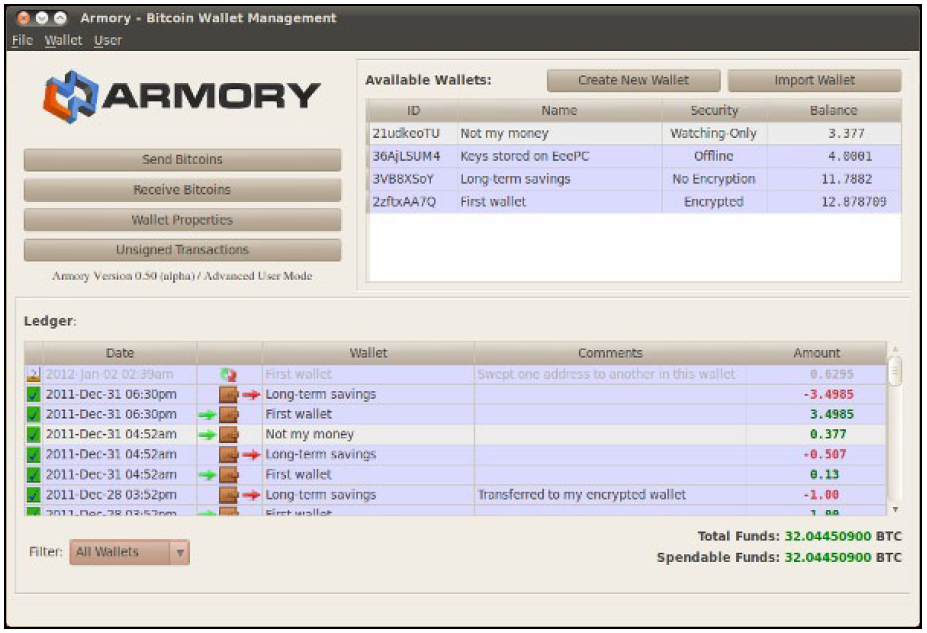 Armory - Bitcoin Wallet Management
File Wallet User
ARMORY
Send Bitcoins
Receive Bitcoins
Wallet Properties
Unsigned Transactions
Armory Version 0.50 (alpha) / Advanced User Mode
Available Wallets: Create New Wallet Import Wallet
ID Name Security Balance
21udkeoTU Not my money Watching-Only 3.377
36AjLSUM4 Keys stored on EeePC Offline 4.0001
3VB8XSoY Long-term savings No Encryption 11.7882
2zftxAA7Q First wallet Encrypted 12.878709
Ledger:
Date Wallet Comments Amount
2 2012-Jan-02 02:39am First wallet Swept one address to another in this wallet 0.6295
2011-Dec-31 06:30pm Long-term savings -3.4985
2011-Dec-31 06:30pm First wallet 3.4985
2011-Dec-31 04:52am Not my money 0.377
2011-Dec-31 04:52am Long-term savings -0.507
2011-Dec-31 04:52am First wallet 0.13
2011-Dec-28 03:52pm Long-term savings Transferred to my encrypted wallet -1.00
2011-Dec-28 03:52pm First wallet 1.00
Total Funds: 32.04450900 BTC
Filter: All Wallets
Spendable Funds: 32.04450900 BTC